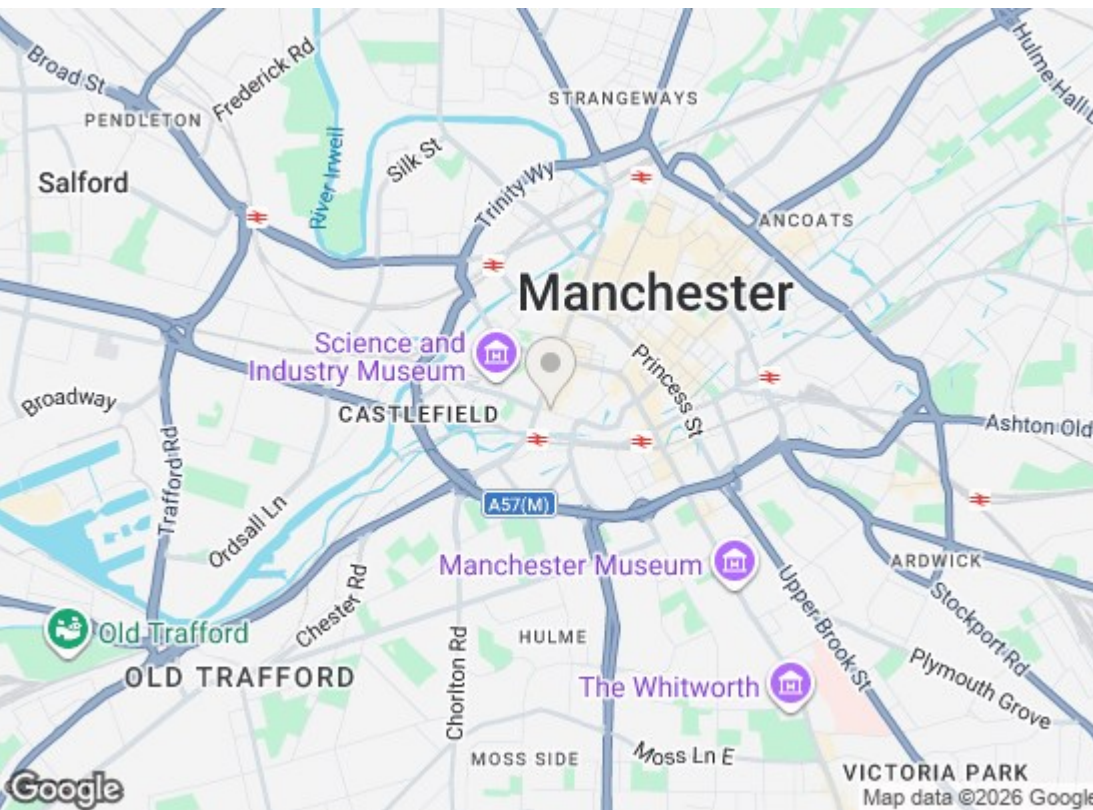 Broad St
Frederick Rd
PENDLETON
STRANGEWAYS
Hulme Hall L
River Irwell
Silk St
Salford
Trinity Wy
ANCOATS
Manchester
Science and
Industry Museum
Princess St
Broadway
CASTLEFIELD
Ashton Old
Trafford Rd
A57(M)
Ordsall Ln
Manchester Museum
ARDWICK
Chester Rd
Upper Brook St
Stockport Rd
Old Trafford
HULME
OLD TRAFFORD
Chorlton Rd
The Whitworth
Plymouth Grove
MOSS SIDE
Moss Ln E
VICTORIA PARK
Google
Map data ©2026 Google